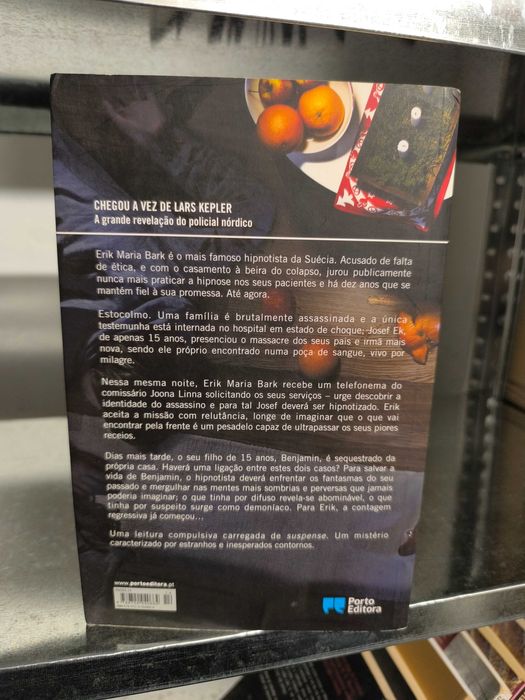 CHEGOU A VEZ DE LARS KEPLER
A grande revelação do policial nórdico
Erik Maria Bark é o mais famoso hipnotista da Suécia. Acusado de falta
de ética, e com o casamento à beira do colapso, jurou publicamente
nunca mais praticar a hipnose nos seus pacientes e há dez anos que se
mantêm fiel à sua promessa. Até agora.
Estocolmo. Uma família é brutalmente assassinada e a única
testemunha está internada no hospital em estado de choque; Josef Ek,
de apenas 15 anos, presenciou o massacre dos seus pais e irmã mais
nova, sendo ele próprio encontrado numa poça de sangue, vivo por
milagre.
Nessa mesma noite, Erik Maria Bark recebe um telefonema do
comissário Joona Linna solicitando os seus serviços – urge descobrir a
identidade do assassino e para tal Josef deverá ser hipnotizado. Erik
aceita a missão com relutância, longe de imaginar que o que vai
encontrar pela frente é um pesadelo capaz de ultrapassar os seus piores
receios.
Dias mais tarde, o seu filho de 15 anos, Benjamin, é sequestrado da
própria casa. Haverá uma ligação entre estes dois casos? Para salvar a
vida de Benjamin, o hipnotista deverá enfrentar os fantasmas do seu
passado e mergulhar nas mentes mais sombrias e perversas que jamais
poderia imaginar; o que tinha por difuso revela-se abominável, o que
tinha por suspeito surge como demoníaco. Para Erik, a contagem
regressiva já começou...
Uma leitura compulsiva carregada de suspense. Um mistério
caracterizado por estranhos e inesperados contornos.
www.portoeditora.pt
Porto
Editora